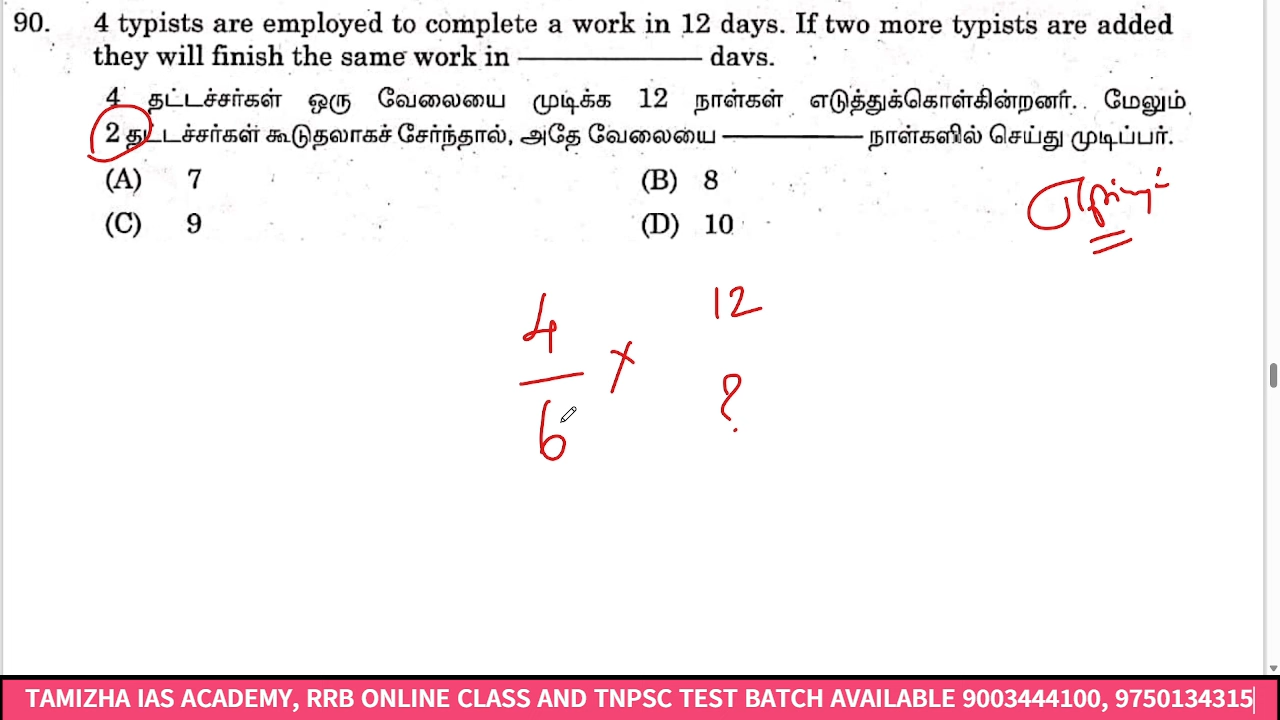 90. 4 typists are employed to complete a work in 12 days. If two more typists are added
they will finish the same work in ———— days.
4 தட்டச்சர்கள் ஒரு வேலையை முடிக்க 12 நாள்கள் எடுத்துக்கொள்கின்றனர்.. மேலும்
2 தட்டச்சர்கள் கூடுதலாகச் சேர்ந்தால், அதே வேலையை ———— நாள்களில் செய்து முடிப்பர்.
(A) 7 (B) 8
(C) 9 (D) 10
4 12
×
6 ?
TAMIZHA IAS ACADEMY, RRB ONLINE CLASS AND TNPSC TEST BATCH AVAILABLE 9003444100, 9750134315